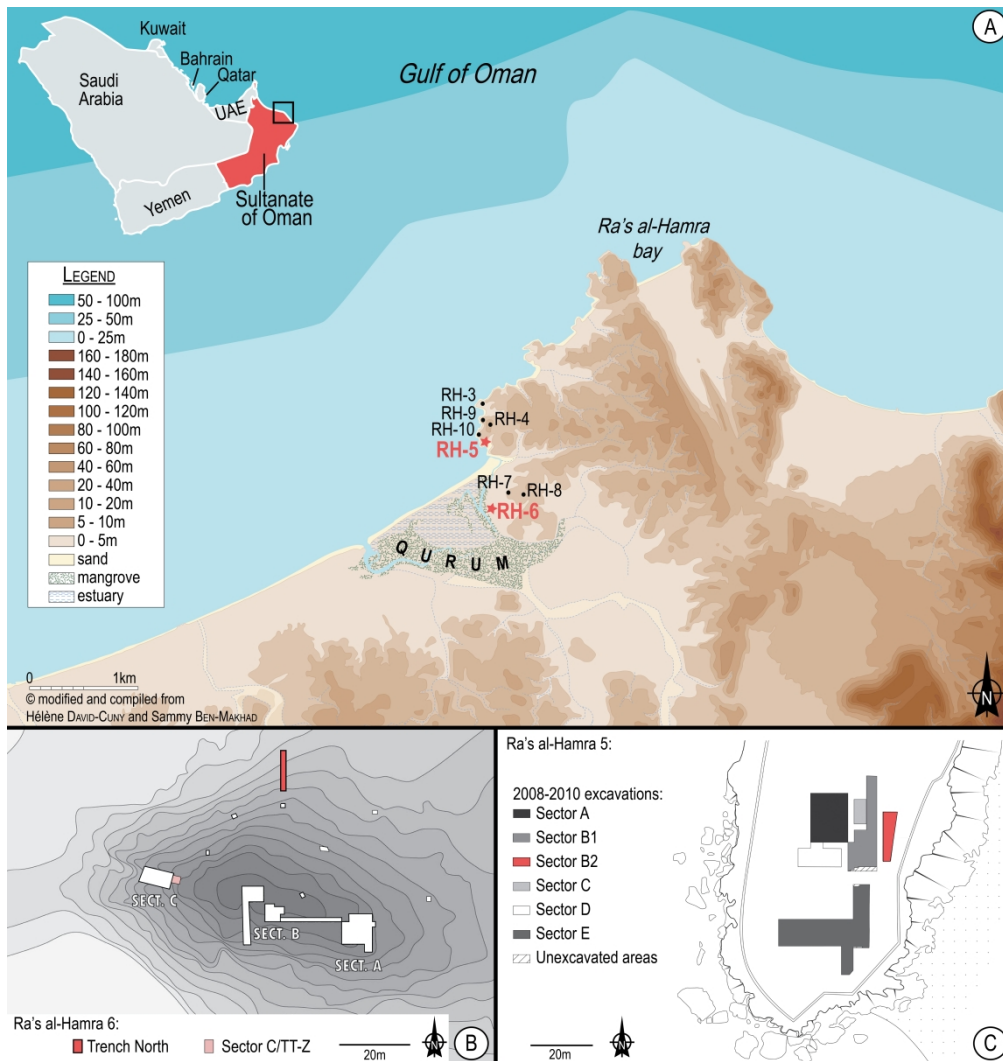 A
Kuwait
Bahrain
Qatar
Saudi
Arabia
UAE
Yemen
Sultanate
of Oman
Gulf of Oman
Ra's al-Hamra
bay
LEGEND
50 - 100m
25 - 50m
0 - 25m
160 - 180m
140 - 160m
120 - 140m
100 - 120m
80 - 100m
60 - 80m
40 - 60m
20 - 40m
10 - 20m
5 - 10m
0 - 5m
sand
mangrove
estuary
RH-3
RH-9
RH-4
RH-10
RH-5
RH-7
RH-8
RH-6
QURUM
0 1km
© modified and compiled from
Hélène DAVID-CUNY and Sammy BEN-MAKHAD
N
SECT. C
SECT. B
SECT. A
Ra's al-Hamra 6:
Trench North Sector C/TT-Z
20m
N
B
Ra's al-Hamra 5:
2008-2010 excavations:
Sector A
Sector B1
Sector B2
Sector C
Sector D
Sector E
Unexcavated areas
20m
N
C